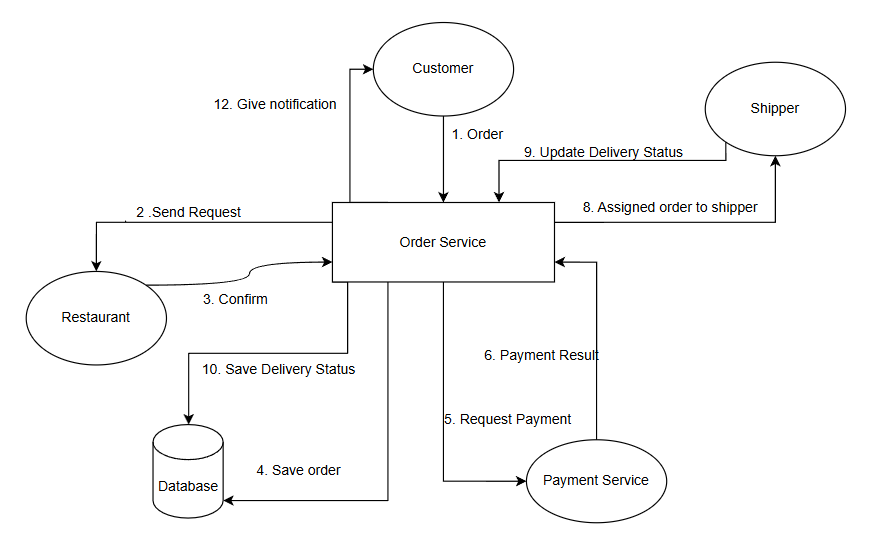 Customer
Shipper
12. Give notification
1. Order
9. Update Delivery Status
2 .Send Request
8. Assigned order to shipper
Order Service
3. Confirm
Restaurant
6. Payment Result
10. Save Delivery Status
5. Request Payment
4. Save order
Payment Service
Database